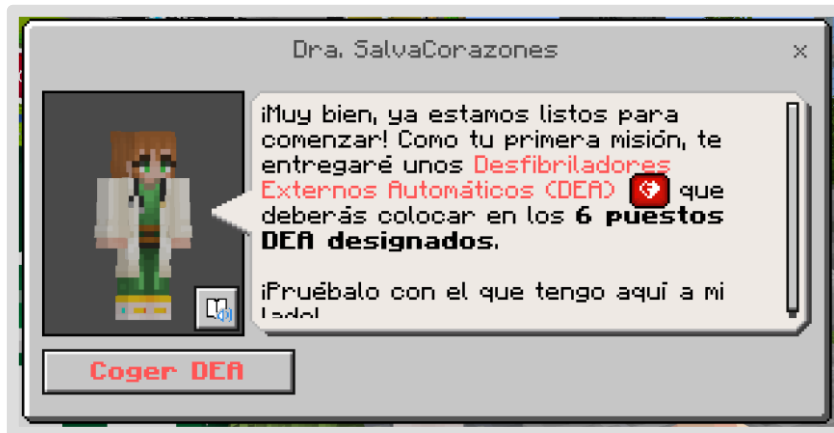 Dra. SalvaCorazones
x
¡Muy bien, ya estamos listos para
comenzar! Como tu primera misión, te
entregaré unos Desfibriladores
Externos Automáticos (DEA) que
deberás colocar en los 6 puestos
DEA designados.
¡Pruébalo con el que tengo aquí a mi
lado!
Coger DEA